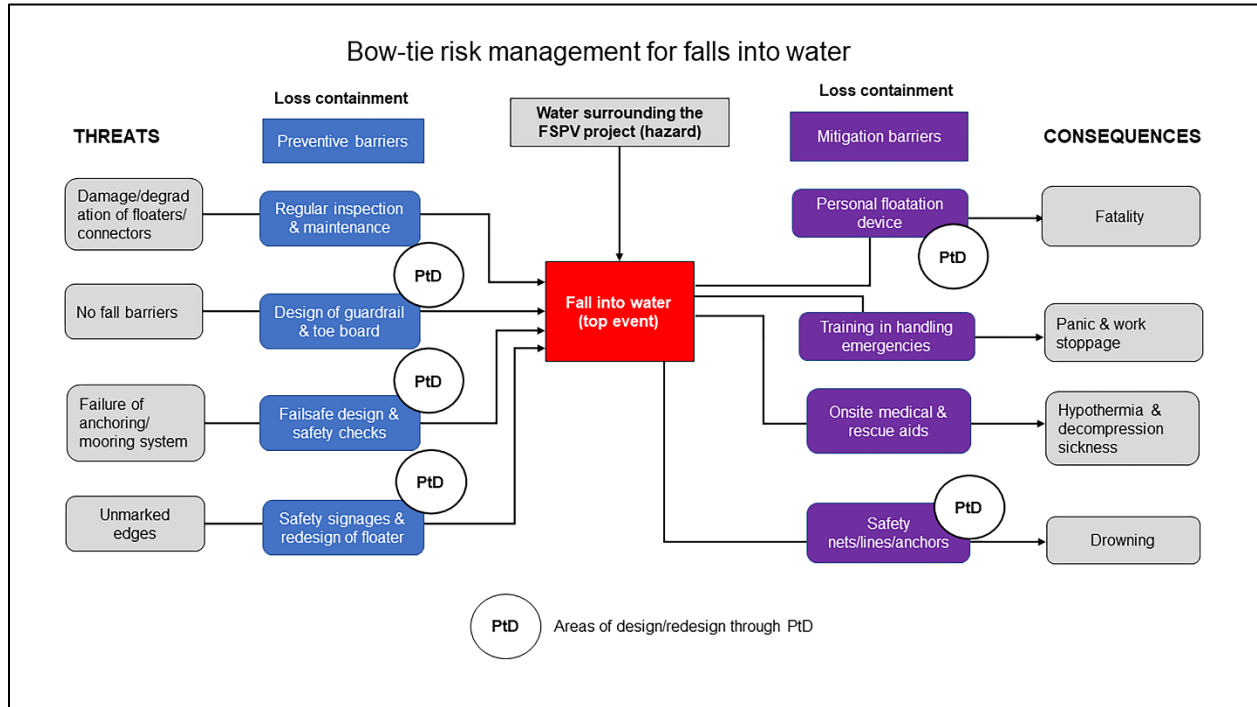 Bow-tie risk management for falls into water
Loss containment
Loss containment
Water surrounding the
FSPV project (hazard)
THREATS
Preventive barriers
Mitigation barriers
CONSEQUENCES
Damage/degrad
ation of floaters/
connectors
Regular inspection
& maintenance
PtD
Personal floatation
device
PtD
Fatality
No fall barriers
Design of guardrail
& toe board
PtD
Fall into water
(top event)
Training in handling
emergencies
Panic & work
stoppage
Failure of
anchoring/
mooring system
Failsafe design &
safety checks
PtD
Onsite medical &
rescue aids
Hypothermia &
decompression
sickness
Unmarked
edges
Safety signages &
redesign of floater
Safety
nets/lines/anchors
PtD
Drowning
PtD
Areas of design/redesign through PtD